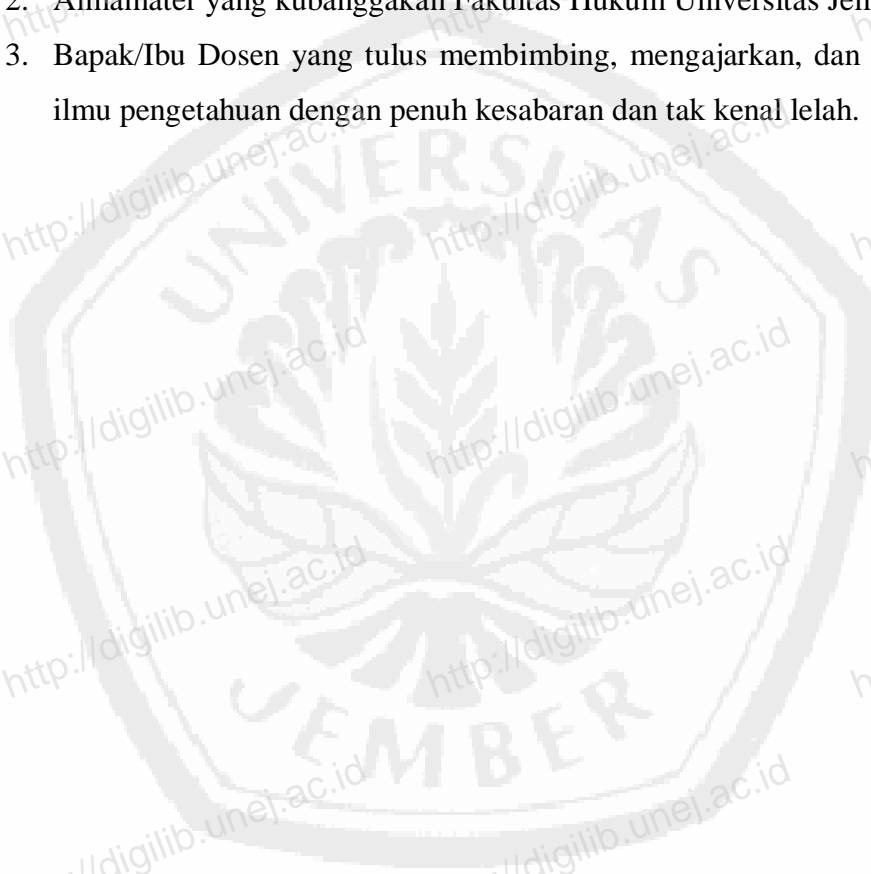 2. Almamater yang kubanggakan Fakultas Hukum Universitas
3. Bapak/Ibu Dosen yang tulus membimbing, mengajarkan, dan
ilmu pengetahuan dengan penuh kesabaran dan tak kenal lelah.
http://digilib.unej.ac.id
http://digilib.unej.ac.id
UNIVERSITAS
http://digilib.unej.ac.id
http://digilib.unej.ac.id
http://digilib.unej.ac.id
http://digilib.unej.ac.id
JEMBER
http://digilib.unej.ac.id
http://digilib.unej.ac.id